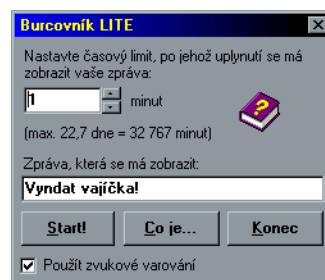 Burcovník LITE
Nastavte časový limit, po jehož uplynutí se má
zobrazit vaše zpráva:
1 minut
(max. 22,7 dne = 32 767 minut)
Zpráva, která se má zobrazit:
Vyndat vajíčka!
Start! Co je... Konec
Použít zvukové varování